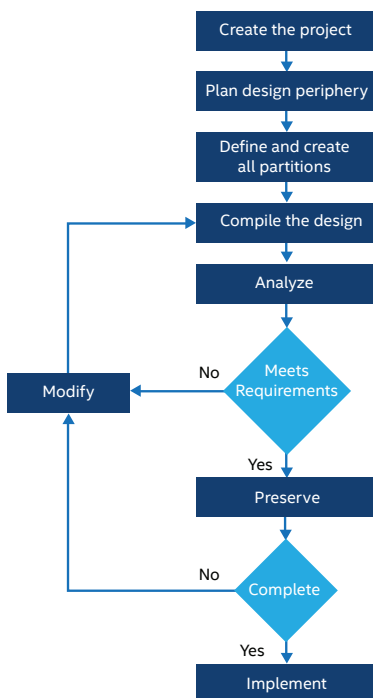 Create the project
Plan design periphery
Define and create
all partitions
Compile the design
Analyze
Meets
Requirements
No
Modify
Yes
Preserve
No
Complete
Yes
Implement